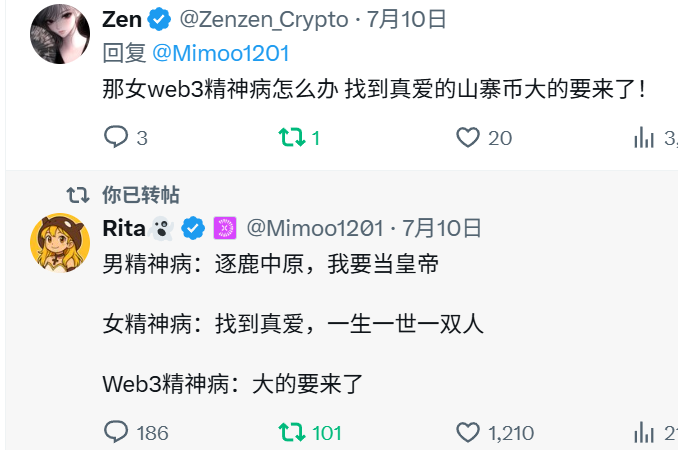 Zen @Zenzen_Crypto · 7月10日
回复 @Mimoo1201
那女web3精神病怎么办 找到真爱的山寨币大的要来了！
3 1 20 3,
你已转帖
Rita @Mimoo1201 · 7月10日
男精神病：逐鹿中原，我要当皇帝
女精神病：找到真爱，一生一世一双人
Web3精神病：大的要来了
186 101 1,210